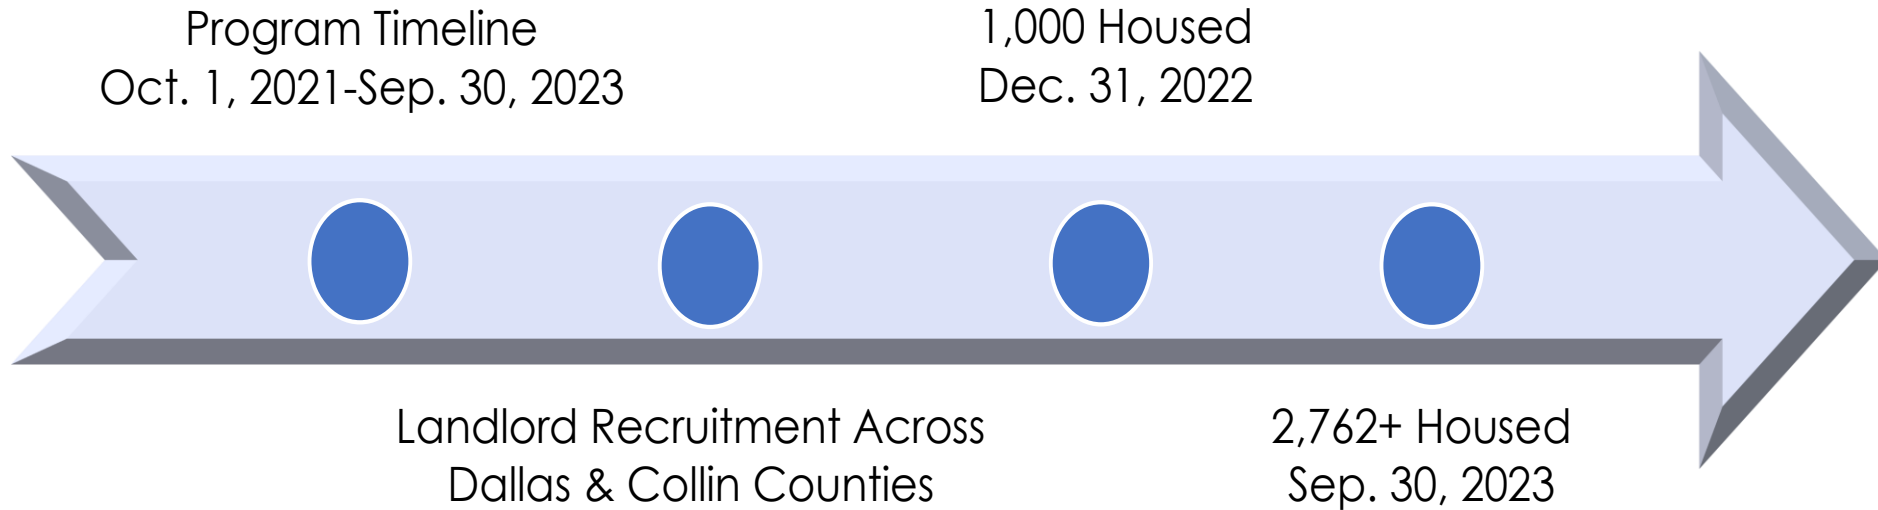 Program Timeline
Oct. 1, 2021-Sep. 30, 2023
1,000 Housed
Dec. 31, 2022
Landlord Recruitment Across
Dallas & Collin Counties
2,762+ Housed
Sep. 30, 2023